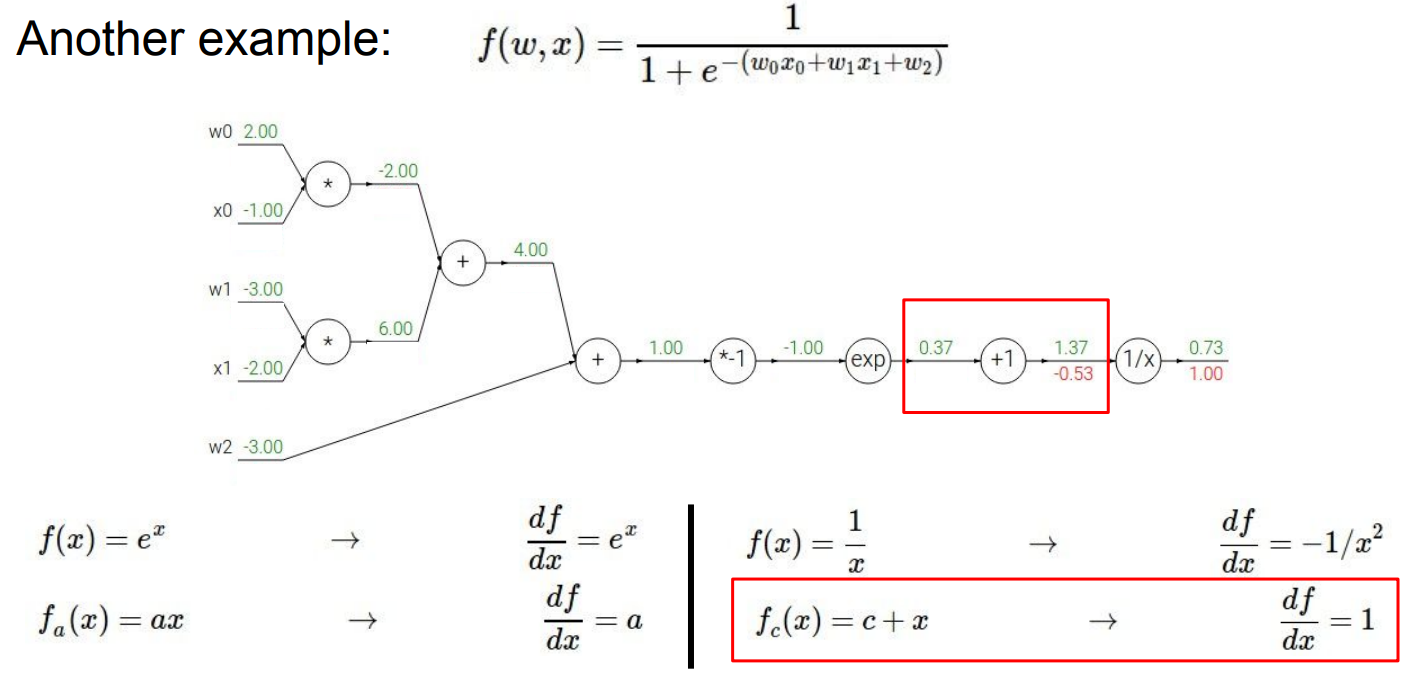 Another example: f(w, x) = 1 / (1 + e^{-(w_0x_0 + w_1x_1 + w_2)})
w0 2.00
*
-2.00
x0 -1.00
+
4.00
w1 -3.00
*
6.00
x1 -2.00
+
1.00
*-1
-1.00
exp
0.37
+1
1.37
-0.53
1/x
0.73
1.00
w2 -3.00
f(x) = e^x → df/dx = e^x
f_a(x) = ax → df/dx = a
f(x) = 1/x → df/dx = -1/x^2
f_c(x) = c + x → df/dx = 1